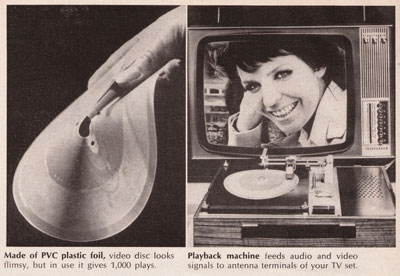 Made of PVC plastic foil, video disc looks
flimsy, but in use it gives 1,000 plays.
Playback machine feeds audio and video
signals to antenna terminals of your TV set.